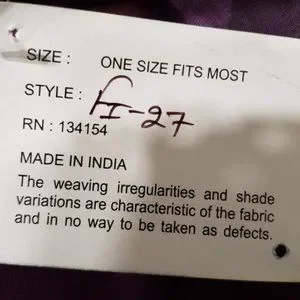 SIZE : ONE SIZE FITS MOST
STYLE : FI-27
RN : 134154
MADE IN INDIA
The weaving irregularities and shade
variations are characteristic of the fabric
and in no way to be taken as defects.